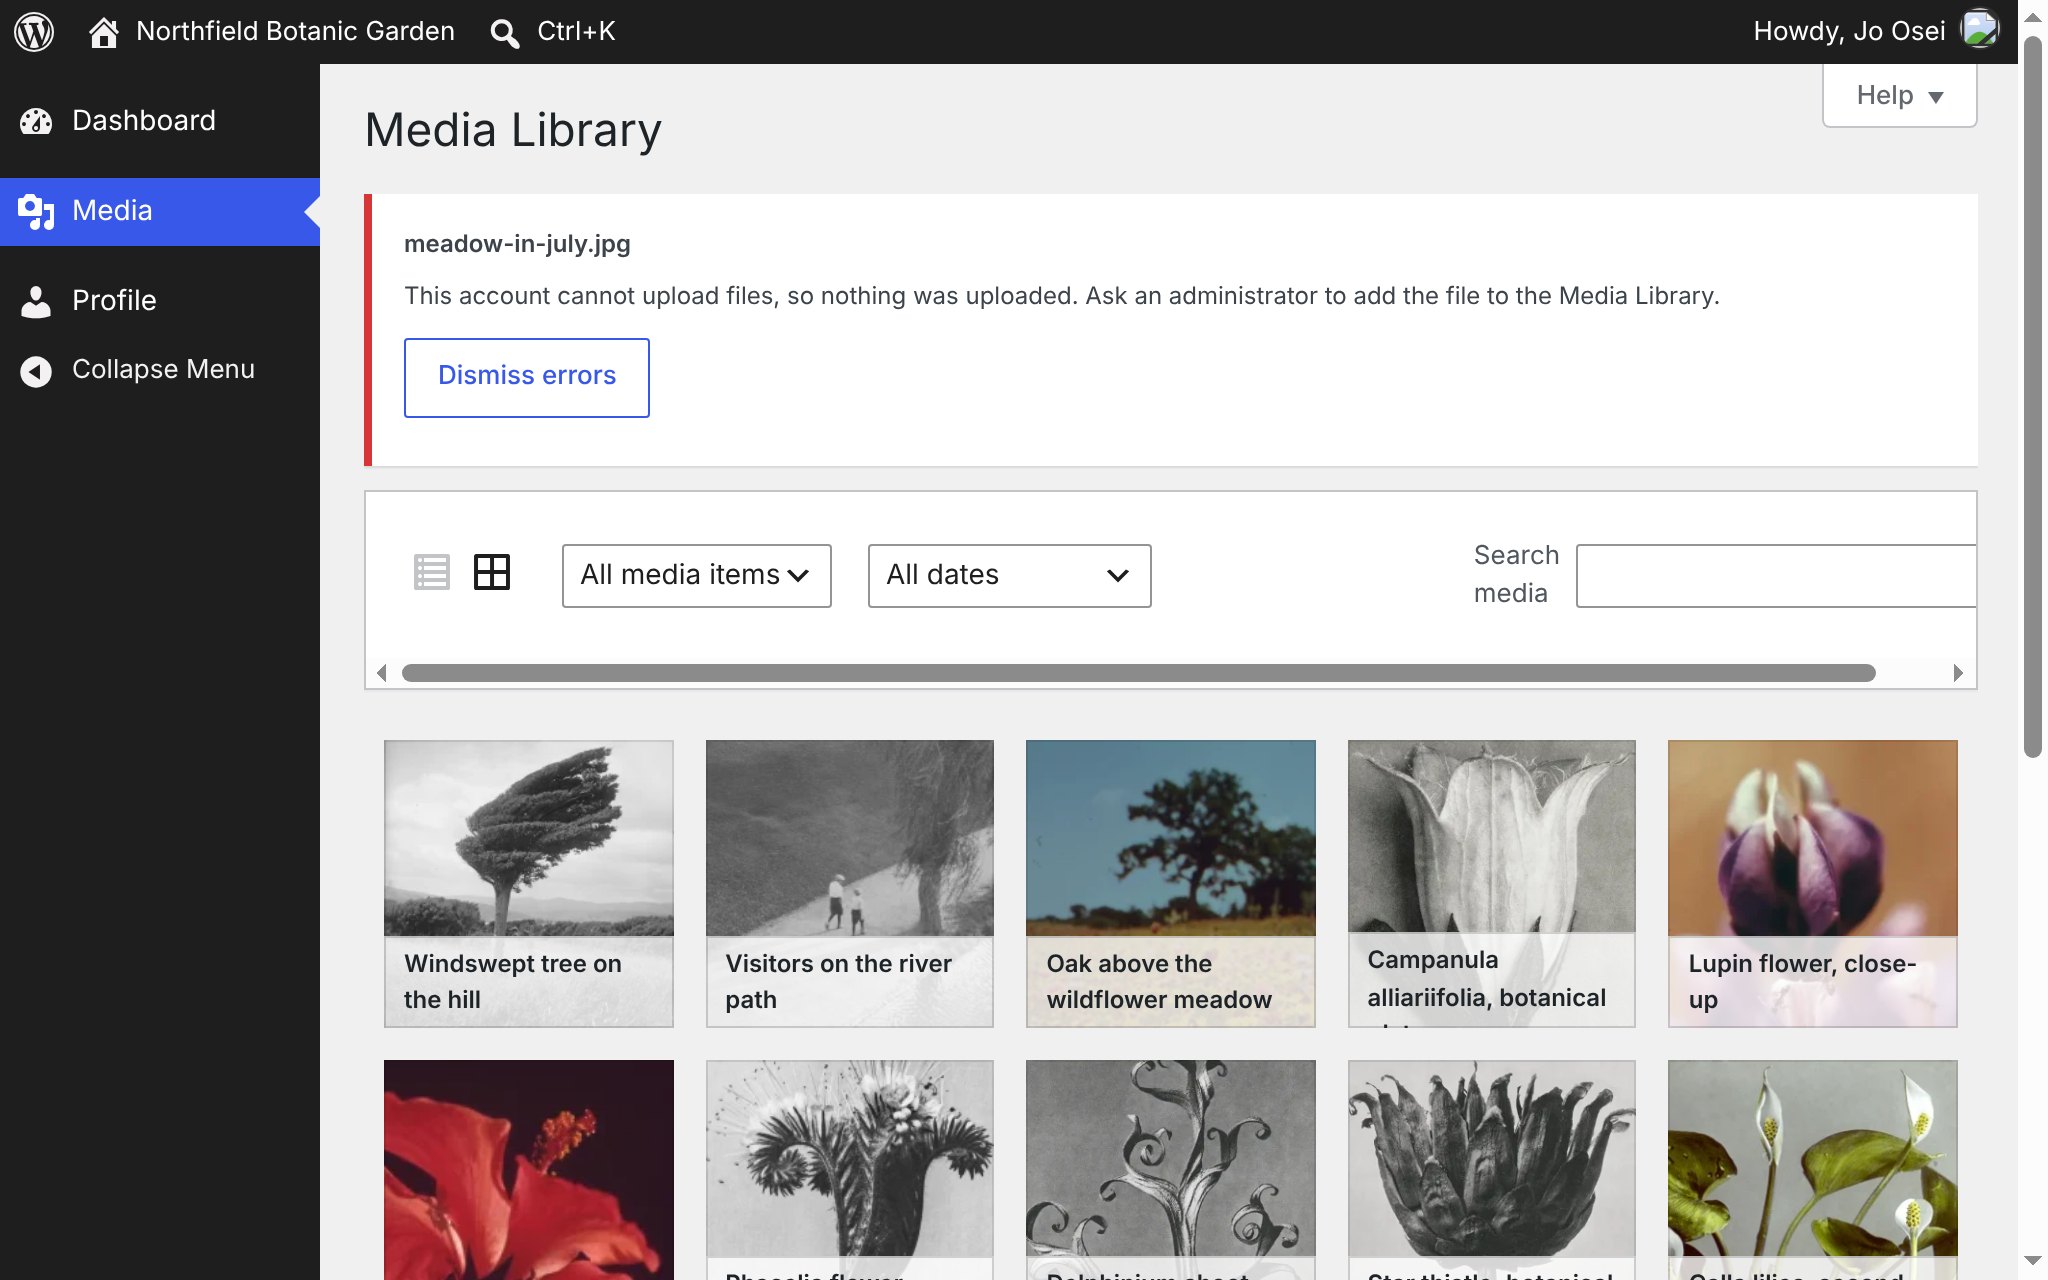 Northfield Botanic Garden
Ctrl+K
Howdy, Jo Osei
Dashboard
Media
Profile
Collapse Menu
Help
Media Library
meadow-in-july.jpg
This account cannot upload files, so nothing was uploaded. Ask an administrator to add the file to the Media Library.
Dismiss errors
All media items
All dates
Search
media
Windswept tree on
the hill
Visitors on the river
path
Oak above the
wildflower meadow
Campanula
alliariifolia, botanical
Lupin flower, close-
up